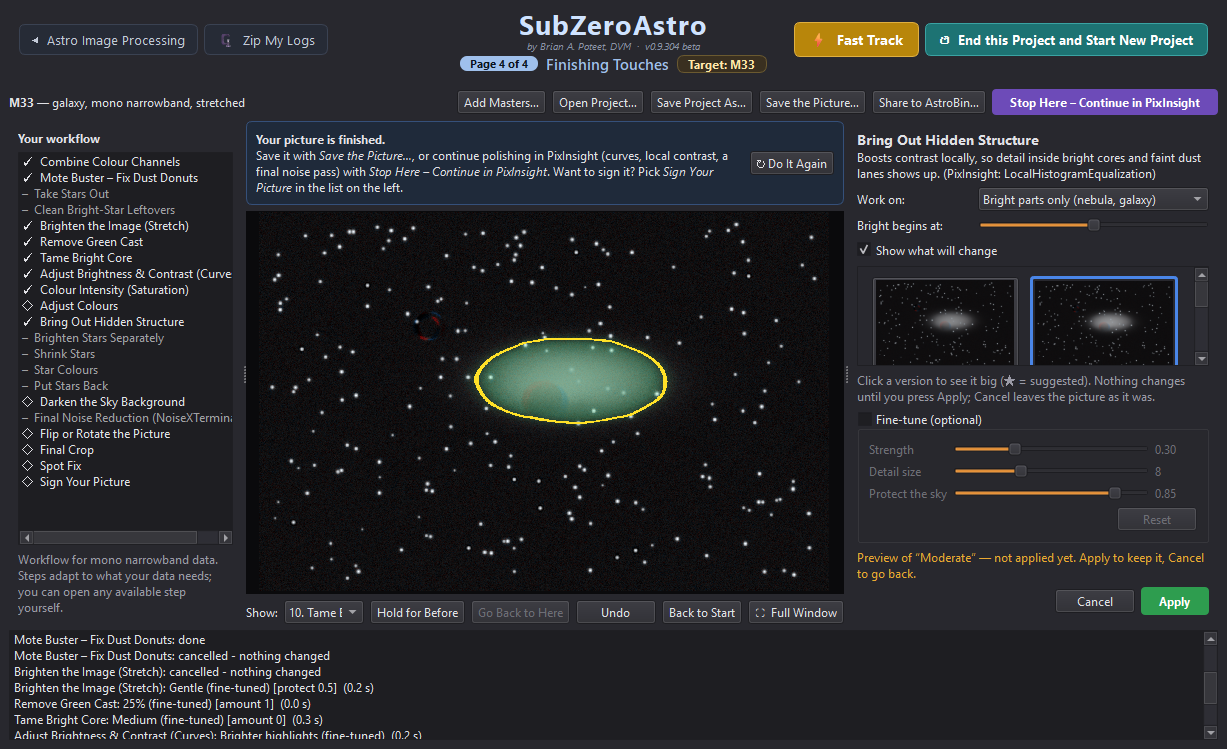 SubZeroAstro
Astro Image Processing
Zip My Logs
by Brian A. Poteet, DVM · v0.9.304 beta
Fast Track
End this Project and Start New Project
Page 4 of 4
Finishing Touches
Target: M33
M33 — galaxy, mono narrowband, stretched
Add Masters...
Open Project...
Save Project As...
Save the Picture...
Share to AstroBin...
Stop Here – Continue in PixInsight
Your workflow
✓ Combine Colour Channels
✓ Mote Buster – Fix Dust Donuts
– Take Stars Out
– Clean Bright-Star Leftovers
✓ Brighten the Image (Stretch)
✓ Remove Green Cast
✓ Tame Bright Core
✓ Adjust Brightness & Contrast (Curve
✓ Colour Intensity (Saturation)
◇ Adjust Colours
✓ Bring Out Hidden Structure
– Brighten Stars Separately
– Shrink Stars
– Star Colours
– Put Stars Back
◇ Darken the Sky Background
– Final Noise Reduction (NoiseXTermina
◇ Flip or Rotate the Picture
◇ Final Crop
◇ Spot Fix
◇ Sign Your Picture
Workflow for mono narrowband data.
Steps adapt to what your data needs;
you can open any available step
yourself.
Your picture is finished.
Save it with Save the Picture..., or continue polishing in PixInsight (curves, local contrast, a
final noise pass) with Stop Here – Continue in PixInsight. Want to sign it? Pick Sign Your
Picture in the list on the left.
↻ Do It Again
Show:
10. Tame B
Hold for Before
Go Back to Here
Undo
Back to Start
Full Window
Bring Out Hidden Structure
Boosts contrast locally, so detail inside bright cores and faint dust
lanes shows up. (PixInsight: LocalHistogramEqualization)
Work on:
Bright parts only (nebula, galaxy)
Bright begins at:
✓ Show what will change
Click a version to see it big (★ = suggested). Nothing changes
until you press Apply; Cancel leaves the picture as it was.
Fine-tune (optional)
Strength
0.30
Detail size
8
Protect the sky
0.85
Reset
Preview of “Moderate” — not applied yet. Apply to keep it, Cancel
to go back.
Cancel
Apply
Mote Buster – Fix Dust Donuts: done
Mote Buster – Fix Dust Donuts: cancelled - nothing changed
Brighten the Image (Stretch): cancelled - nothing changed
Brighten the Image (Stretch): Gentle (fine-tuned) [protect 0.5] (0.2 s)
Remove Green Cast: 25% (fine-tuned) [amount 1] (0.0 s)
Tame Bright Core: Medium (fine-tuned) [amount 0] (0.3 s)
Adjust Brightness & Contrast (Curves): Brighter highlights (fine-tuned) (0.2 s)